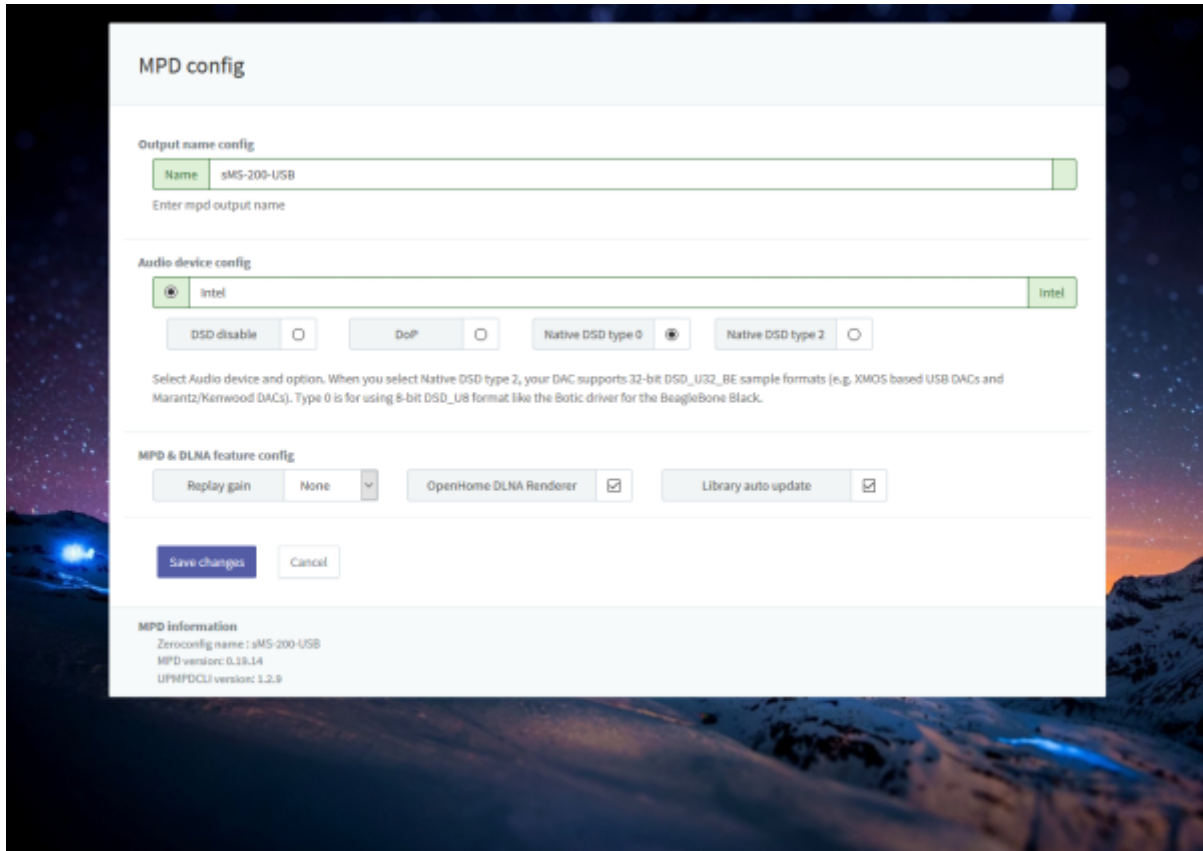 MPD config
Output name config
Name sMS-200-USB
Enter mpd output name
Audio device config
Intel Intel
DSD disable DoP Native DSD type 0 Native DSD type 2
Select Audio device and option. When you select Native DSD type 2, your DAC supports 32-bit DSD_U32_BE sample formats (e.g. XMOS based USB DACs and
Marantz/Kenwood DACs). Type 0 is for using 8-bit DSD_U8 format like the Botic driver for the BeagleBone Black.
MPD & DLNA feature config
Replay gain None OpenHome DLNA Renderer Library auto update
Save changes Cancel
MPD information
Zeroconfig name : sMS-200-USB
MPD version: 0.19.14
UPMPDCLI version: 1.2.9